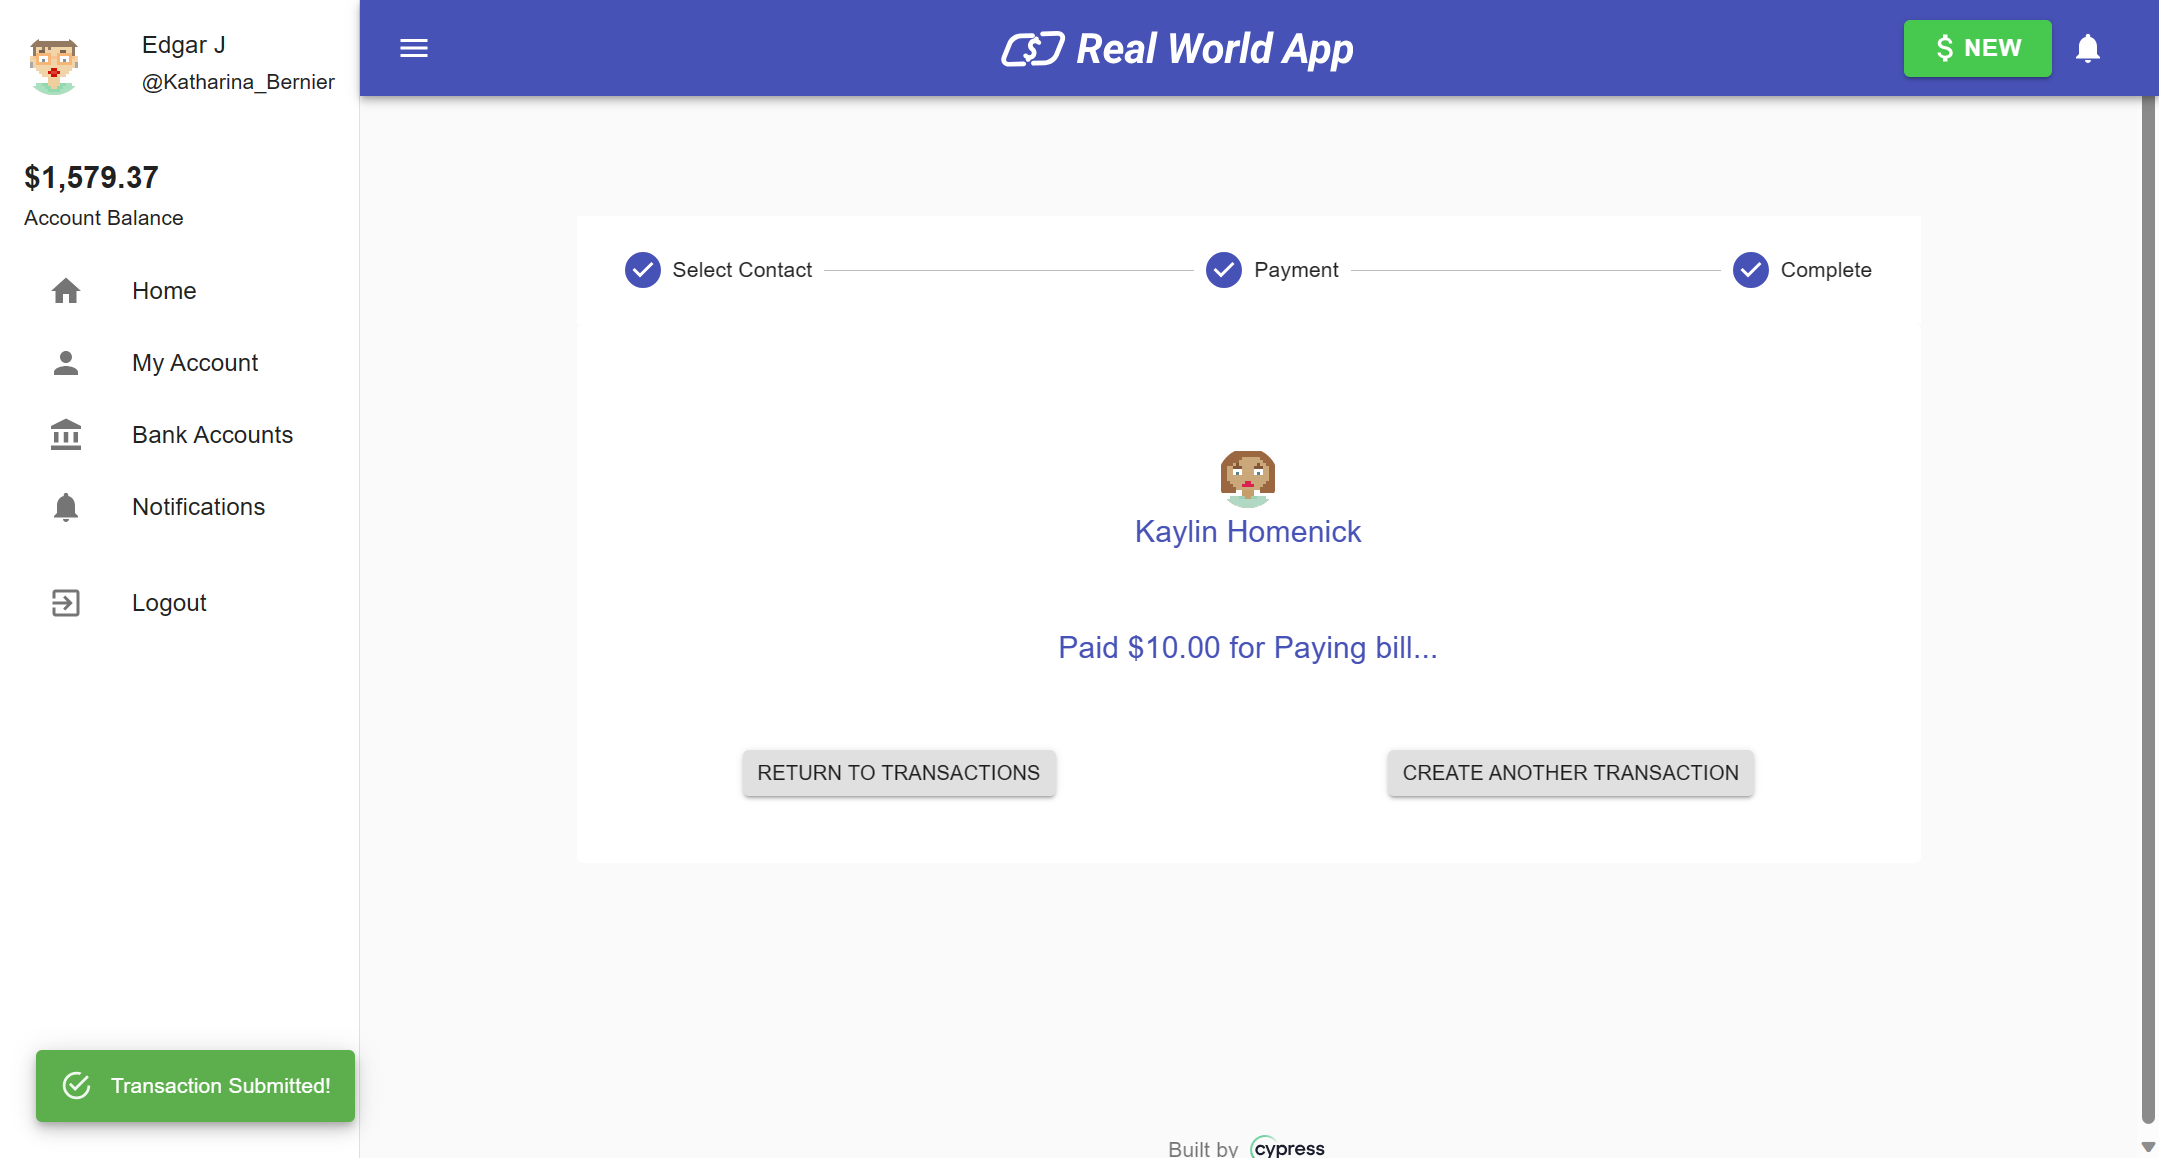 Edgar J
@Katharina_Bernier
$1,579.37
Account Balance
Home
My Account
Bank Accounts
Notifications
Logout
Real World App
$ NEW
Select Contact
Payment
Complete
Kaylin Homenick
Paid $10.00 for Paying bill...
RETURN TO TRANSACTIONS
CREATE ANOTHER TRANSACTION
Transaction Submitted!
Built by cypress